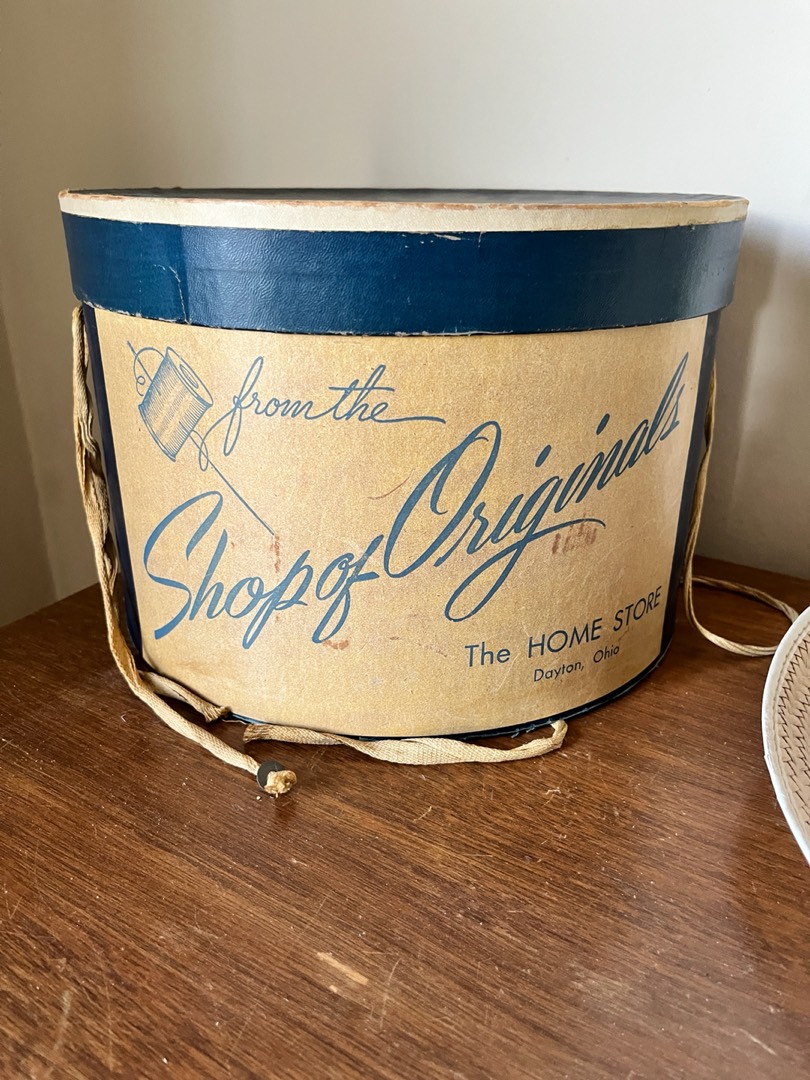 from the
Shop of Originals
The HOME STORE
Dayton, Ohio